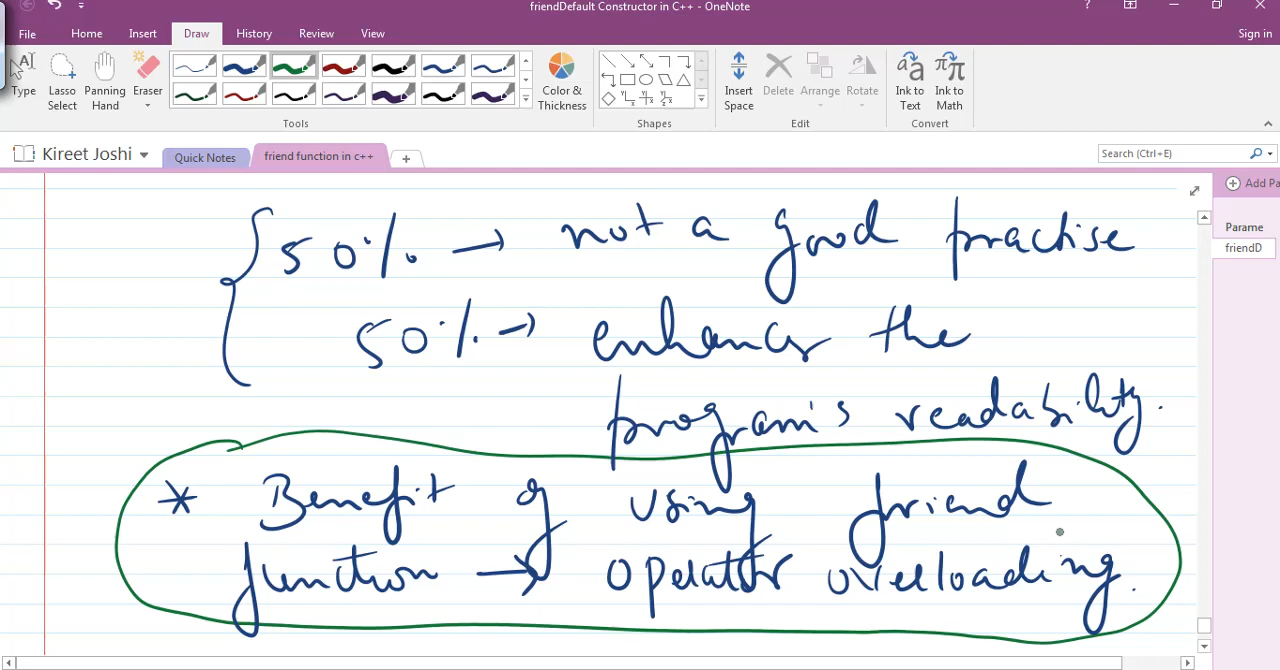 friendDefault Constructor in C++ - OneNote
?
File Home Insert Draw History Review View
Sign in
Type
Lasso Select
Panning Hand
Eraser
Color & Thickness
Insert Space
Delete
Arrange
Rotate
Ink to Text
Ink to Math
Tools
Shapes
Edit
Convert
Kireet Joshi
Quick Notes
friend function in c++
Search (Ctrl+E)
Add Pa
Parame
friendD
50% → not a good practise
50% → enhances the
program's readability.
* Benefit of using friend
function → operator overloading.